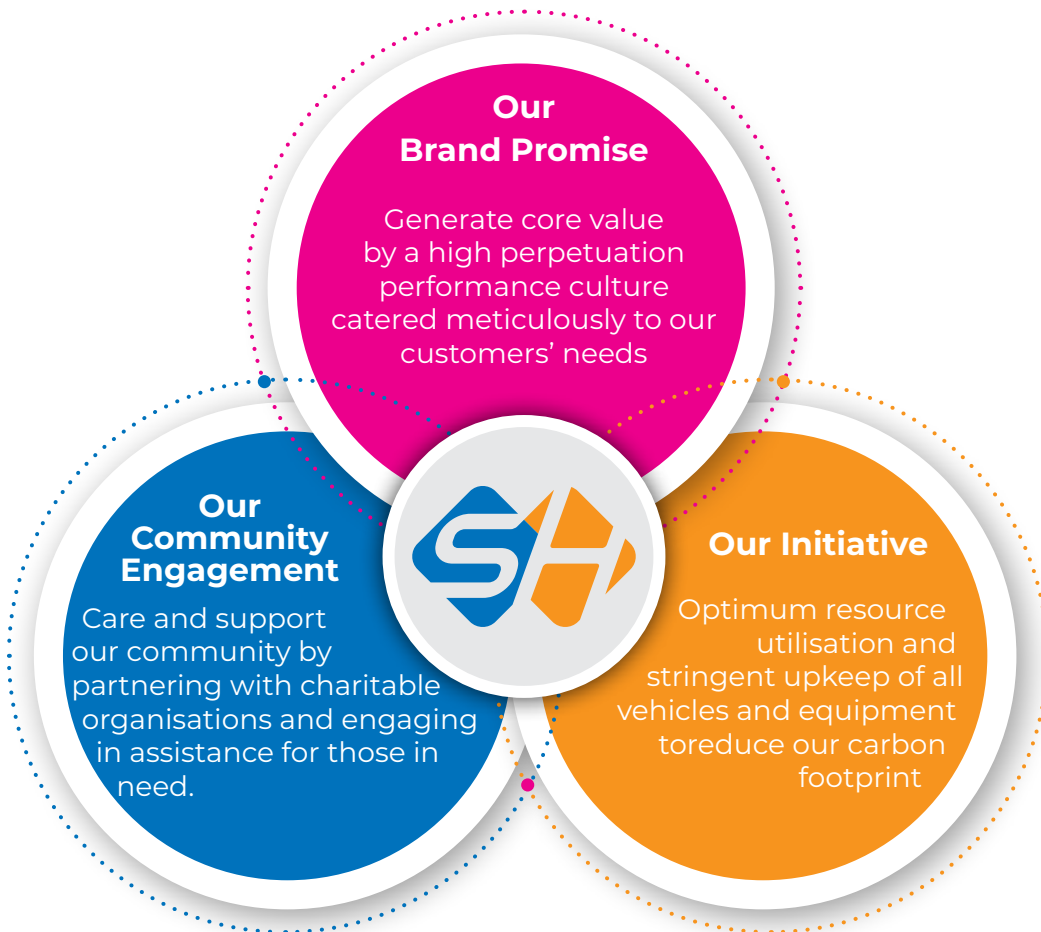 Our
Brand Promise
Generate core value
by a high perpetuation
performance culture
catered meticulously to our
customers’ needs
Our
Community
Engagement
Care and support
our community by
partnering with charitable
organisations and engaging
in assistance for those in
need.
SH
Our Initiative
Optimum resource
utilisation and
stringent upkeep of all
vehicles and equipment
toreduce our carbon
footprint